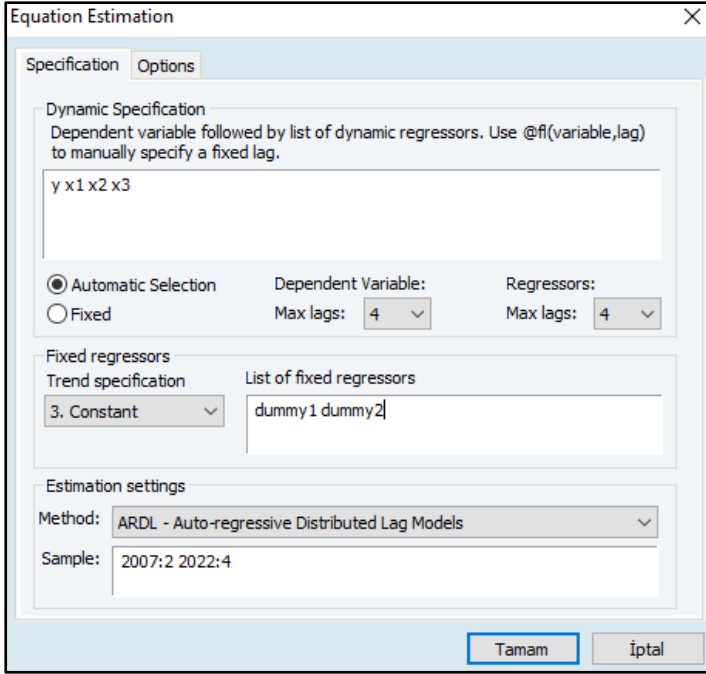 Equation Estimation
Specification
Options
Dynamic Specification
Dependent variable followed by list of dynamic regressors. Use @fl(variable,lag)
to manually specify a fixed lag.
y x1 x2 x3
Automatic Selection
Fixed
Dependent Variable:
Max lags: 4
Regressors:
Max lags: 4
Fixed regressors
Trend specification
3. Constant
List of fixed regressors
dummy1 dummy2
Estimation settings
Method: ARDL - Auto-regressive Distributed Lag Models
Sample: 2007:2 2022:4
Tamam
İptal